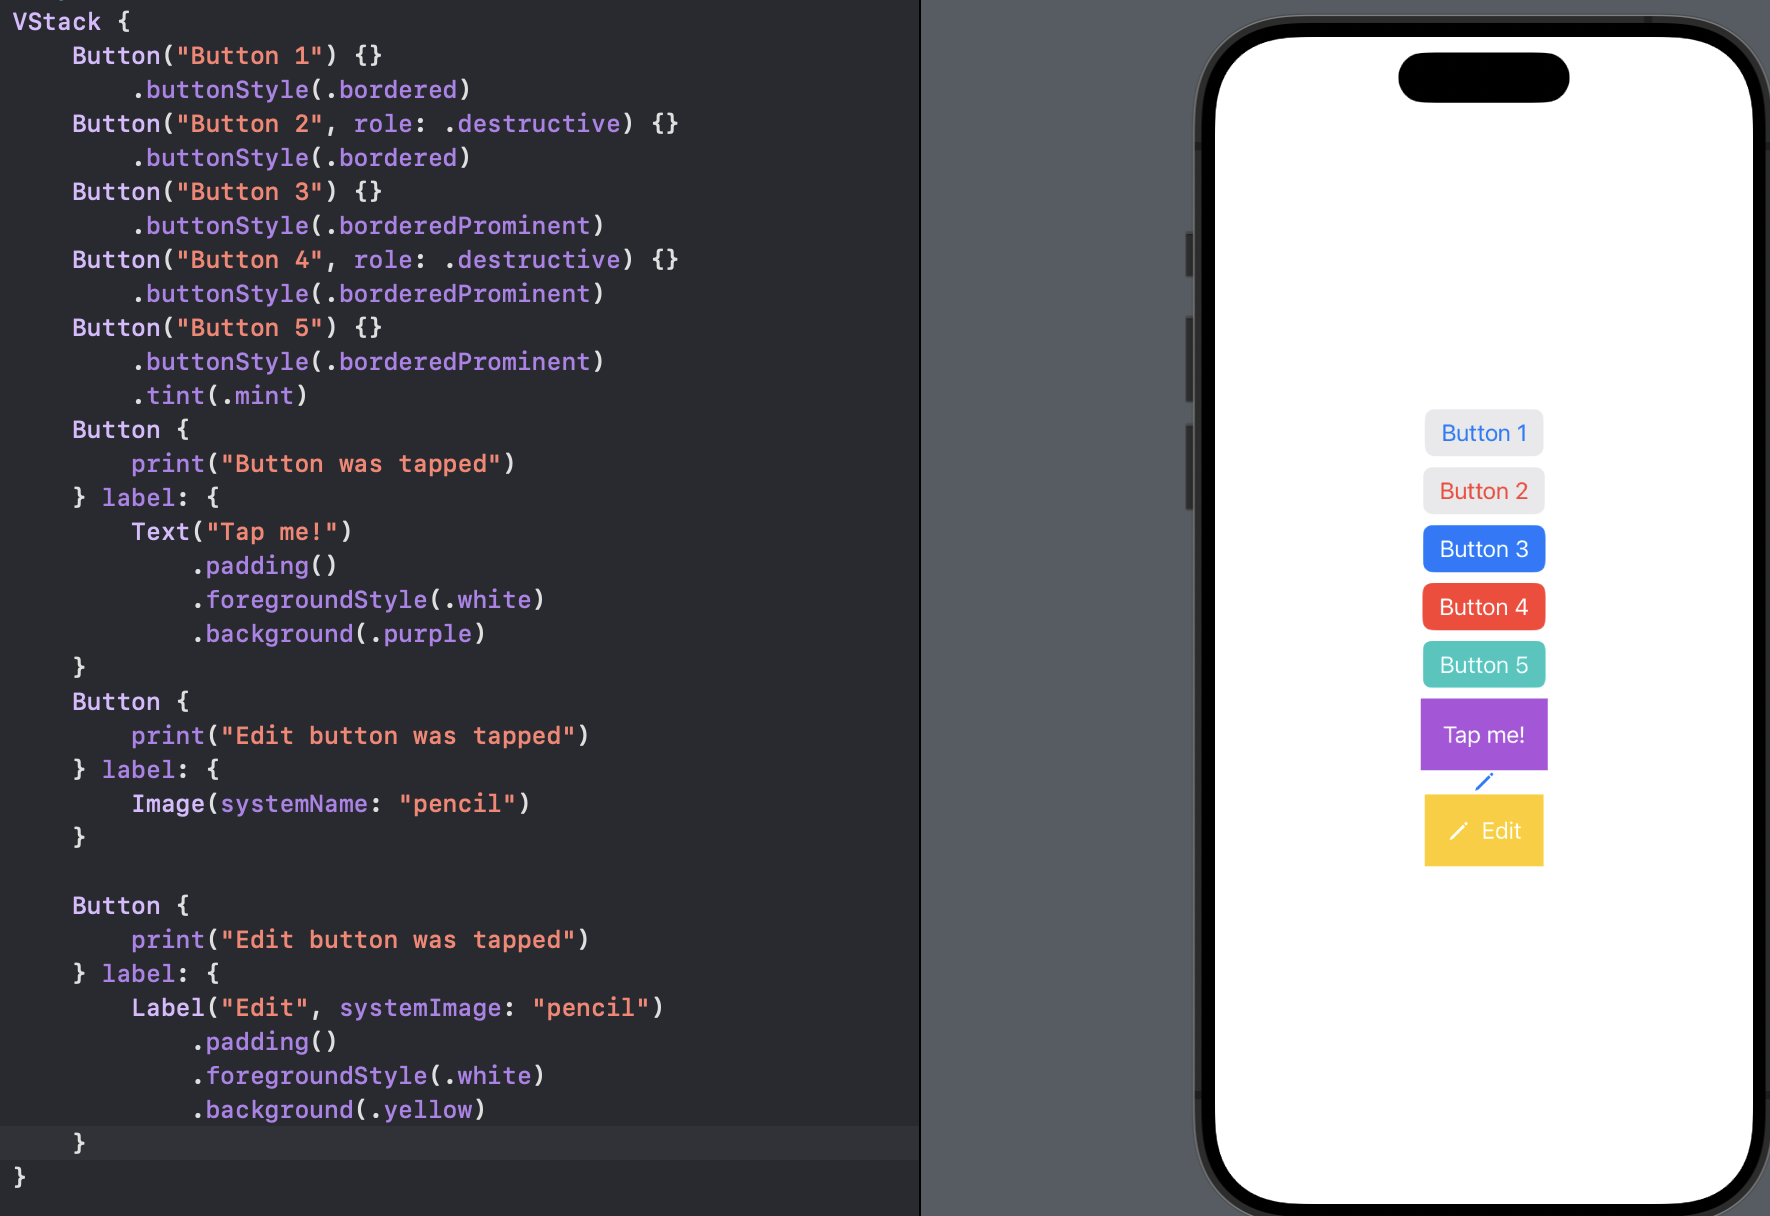 VStack {
    Button("Button 1") {}
        .buttonStyle(.bordered)
    Button("Button 2", role: .destructive) {}
        .buttonStyle(.bordered)
    Button("Button 3") {}
        .buttonStyle(.borderedProminent)
    Button("Button 4", role: .destructive) {}
        .buttonStyle(.borderedProminent)
    Button("Button 5") {}
        .buttonStyle(.borderedProminent)
        .tint(.mint)
    Button {
        print("Button was tapped")
    } label: {
        Text("Tap me!")
            .padding()
            .foregroundStyle(.white)
            .background(.purple)
    }
    Button {
        print("Edit button was tapped")
    } label: {
        Image(systemName: "pencil")
    }

    Button {
        print("Edit button was tapped")
    } label: {
        Label("Edit", systemImage: "pencil")
            .padding()
            .foregroundStyle(.white)
            .background(.yellow)
    }
}
Button 1
Button 2
Button 3
Button 4
Button 5
Tap me!
Edit